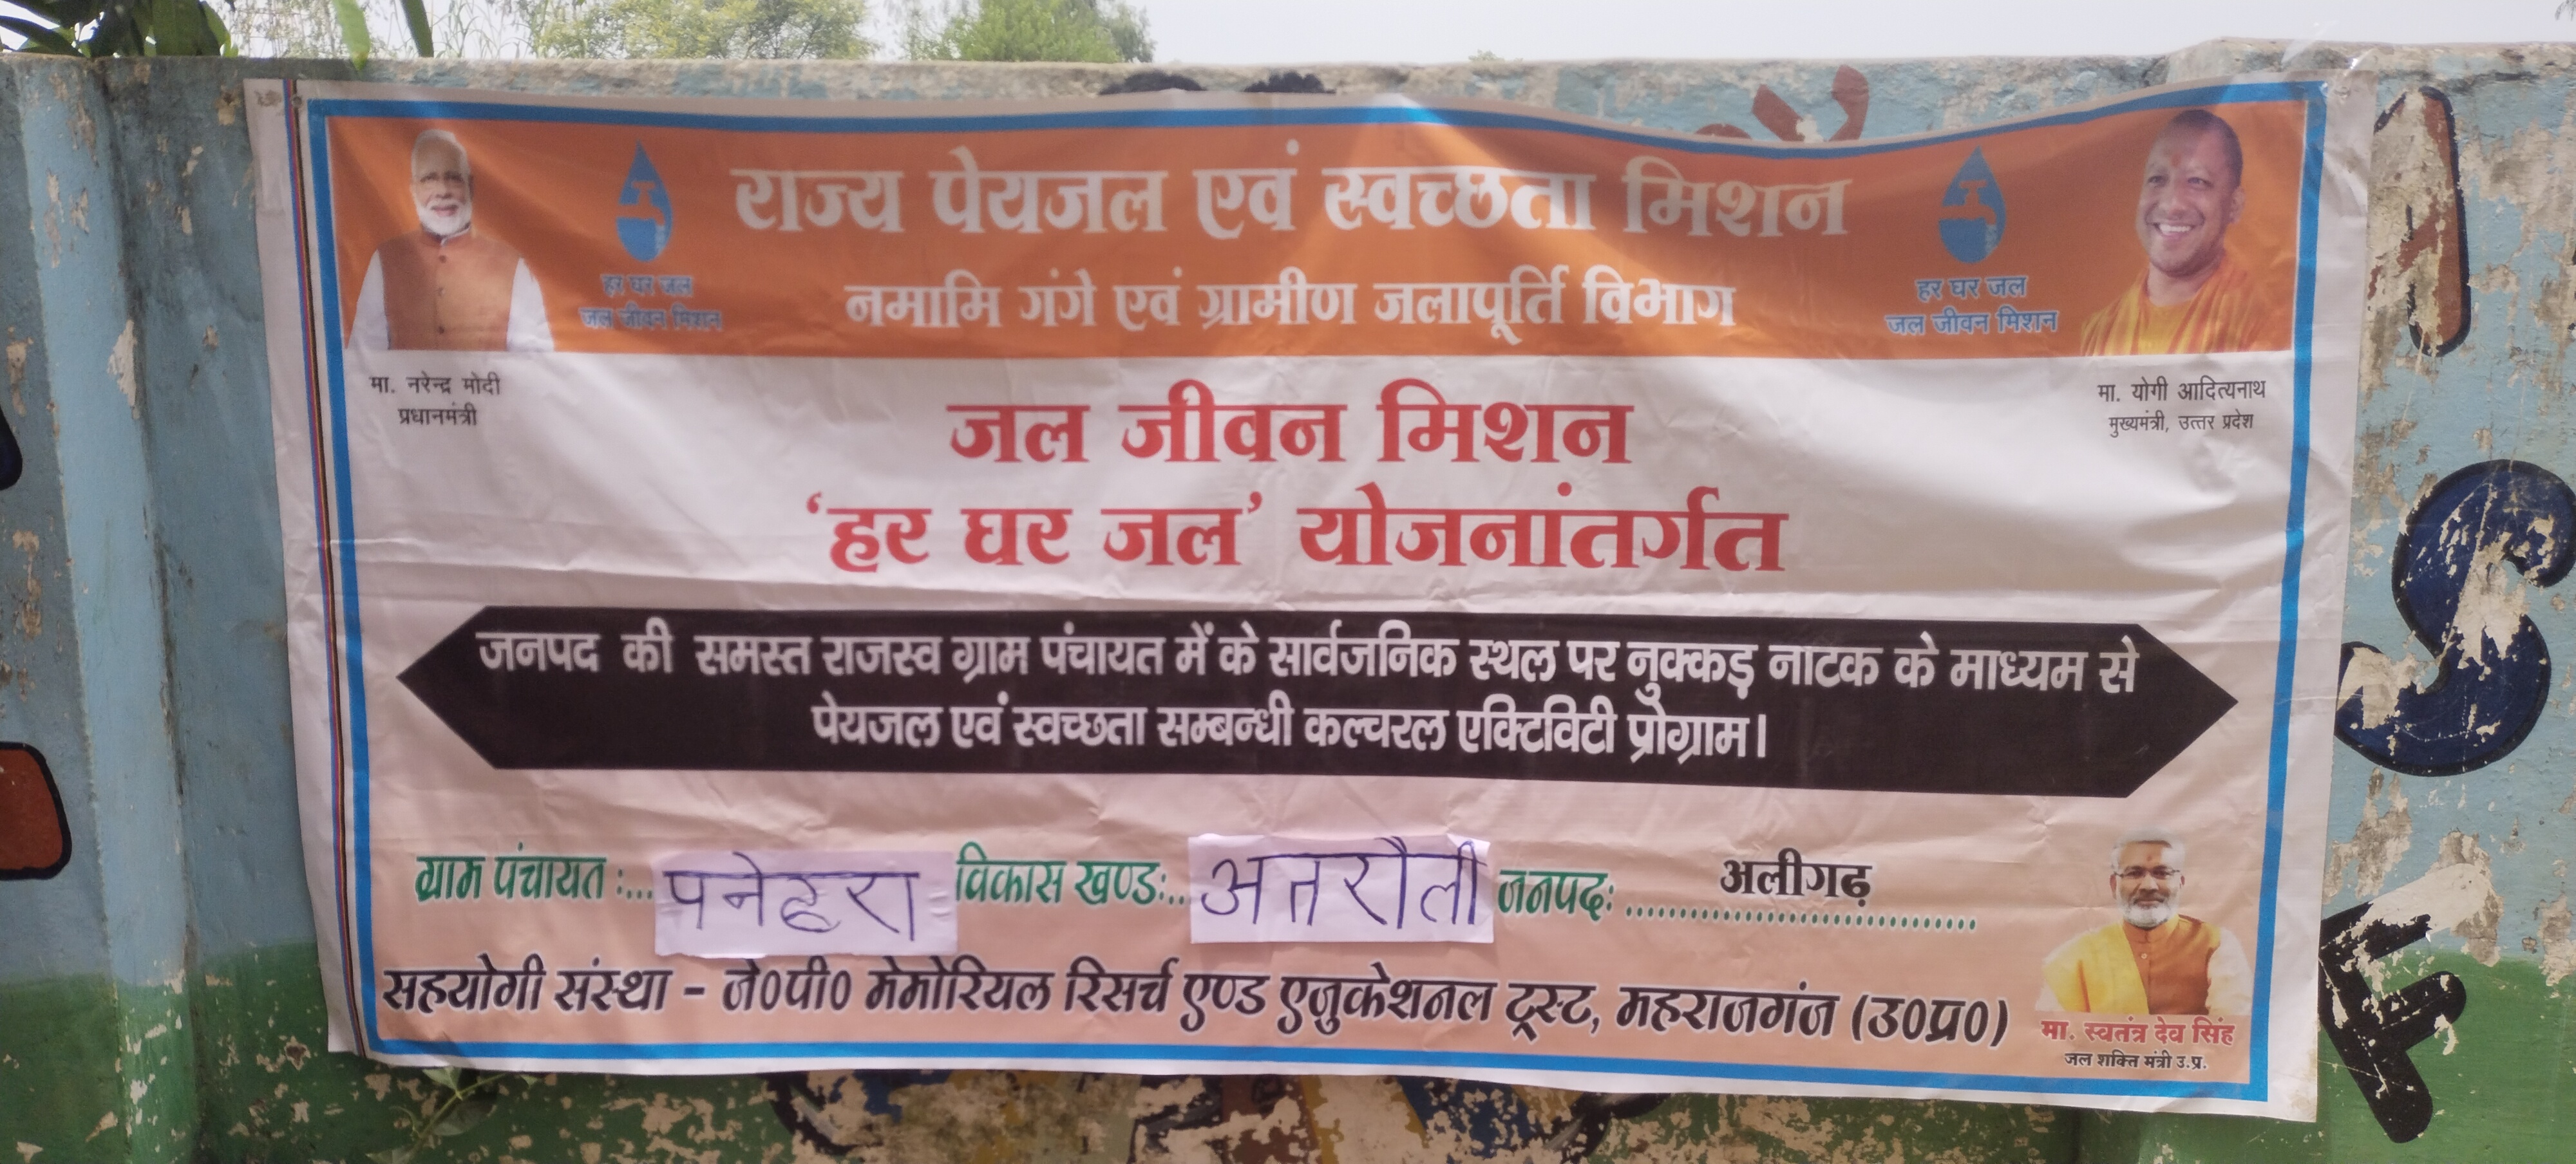 राज्य पेयजल एवं स्वच्छता मिशन
नमामि गंगे एवं ग्रामीण जलापूर्ति विभाग
हर घर जल
जल जीवन मिशन
हर घर जल
जल जीवन मिशन
मा. नरेन्द्र मोदी
प्रधानमंत्री
मा. योगी आदित्यनाथ
मुख्यमंत्री, उत्तर प्रदेश
जल जीवन मिशन
‘हर घर जल’ योजनांतर्गत
जनपद की समस्त राजस्व ग्राम पंचायत में के सार्वजनिक स्थल पर नुक्कड़ नाटक के माध्यम से
पेयजल एवं स्वच्छता सम्बन्धी कल्चरल एक्टिविटी प्रोग्राम।
ग्राम पंचायत :... पनेहरा विकास खण्ड:.. अतरौली जनपद: अलीगढ़
सहयोगी संस्था - जे०पी० मेमोरियल रिसर्च एण्ड एजुकेशनल ट्रस्ट, महराजगंज (उ०प्र०)
मा. स्वतंत्र देव सिंह
जल शक्ति मंत्री उ.प्र.
S
F